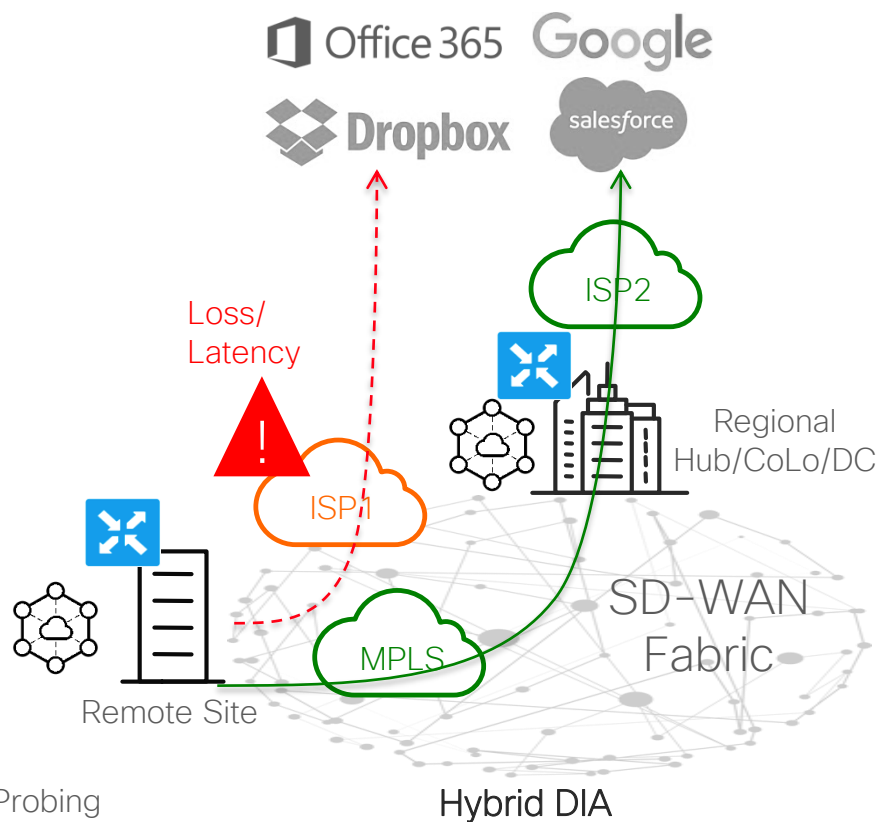 Office 365
Google
Dropbox
salesforce
ISP2
Loss/
Latency
!
Regional
Hub/CoLo/DC
ISP1
SD-WAN
Fabric
MPLS
Remote Site
Probing
Hybrid DIA